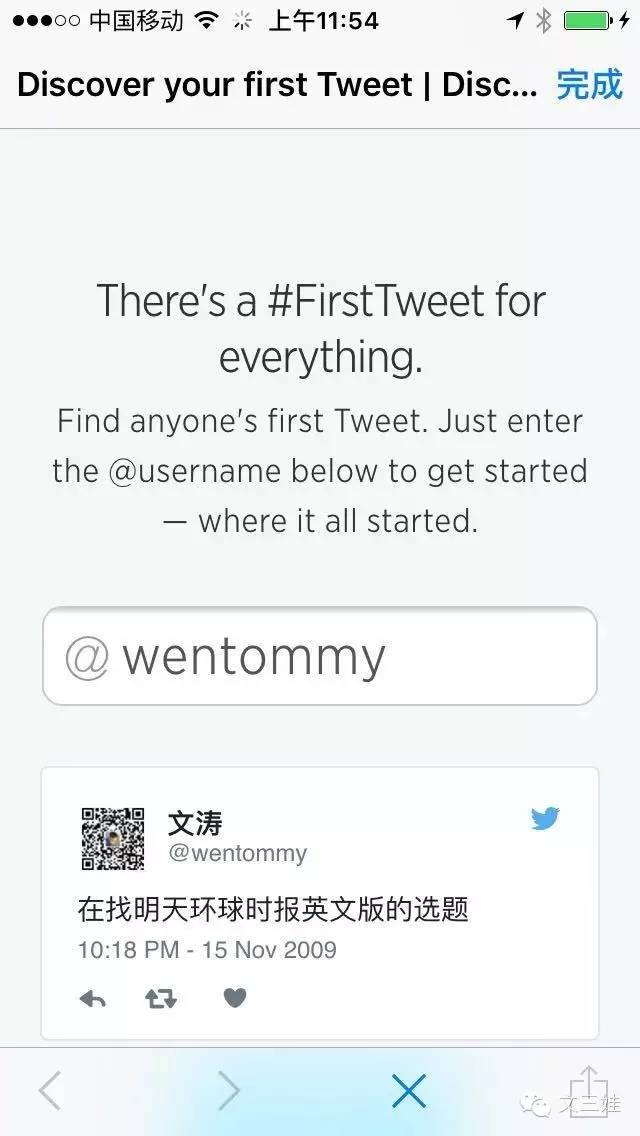 中国移动 上午11:54
Discover your first Tweet | Disc... 完成
There's a #FirstTweet for
everything.
Find anyone's first Tweet. Just enter
the @username below to get started
— where it all started.
@ wentommy
文涛
@wentommy
在找明天环球时报英文版的选题
10:18 PM - 15 Nov 2009
文三娃